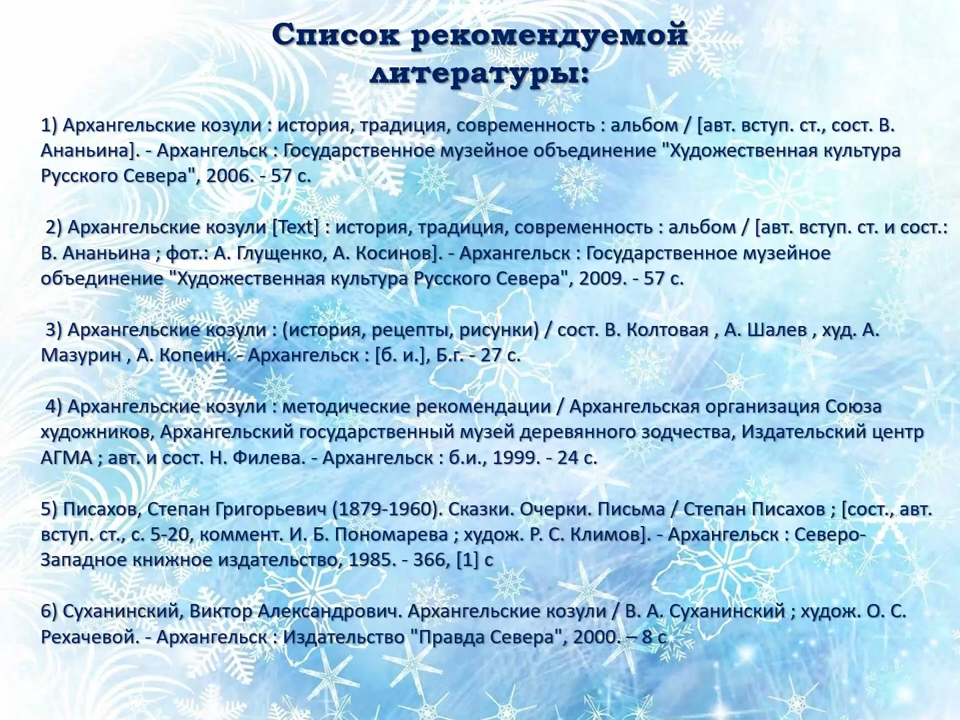 Список рекомендуемой
литературы:
1) Архангельские козули : история, традиция, современность : альбом / [авт. вступ. ст., сост. В.
Ананьина]. - Архангельск : Государственное музейное объединение "Художественная культура
Русского Севера", 2006. - 57 с.
2) Архангельские козули [Text] : история, традиция, современность : альбом / [авт. вступ. ст. и сост.:
В. Ананьина ; фот.: А. Глущенко, А. Косинов]. - Архангельск : Государственное музейное
объединение "Художественная культура Русского Севера", 2009. - 57 с.
3) Архангельские козули : (история, рецепты, рисунки) / сост. В. Колтовая , А. Шалев , худ. А.
Мазурин , А. Копеин. - Архангельск : [б. и.], Б.г. - 27 с.
4) Архангельские козули : методические рекомендации / Архангельская организация Союза
художников, Архангельский государственный музей деревянного зодчества, Издательский центр
АГМА ; авт. и сост. Н. Филева. - Архангельск : б.и., 1999. - 24 с.
5) Писахов, Степан Григорьевич (1879-1960). Сказки. Очерки. Письма / Степан Писахов ; [сост., авт.
вступ. ст., с. 5-20, коммент. И. Б. Пономарева ; худож. Р. С. Климов]. - Архангельск : Северо-
Западное книжное издательство, 1985. - 366, [1] с
6) Суханинский, Виктор Александрович. Архангельские козули / В. А. Суханинский ; худож. О. С.
Рехачевой. - Архангельск : Издательство "Правда Севера", 2000. – 8 с